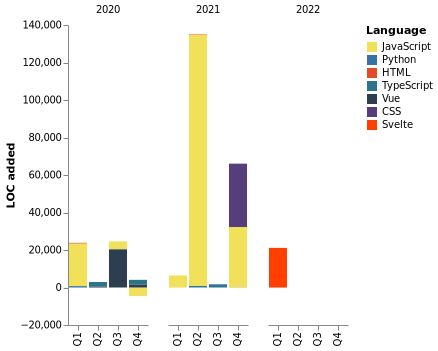 2020 2021 2022
Language
JavaScript
Python
HTML
TypeScript
Vue
CSS
Svelte
LOC added
140,000
120,000
100,000
80,000
60,000
40,000
20,000
0
−20,000
Q1 Q2 Q3 Q4 Q1 Q2 Q3 Q4 Q1 Q2 Q3 Q4